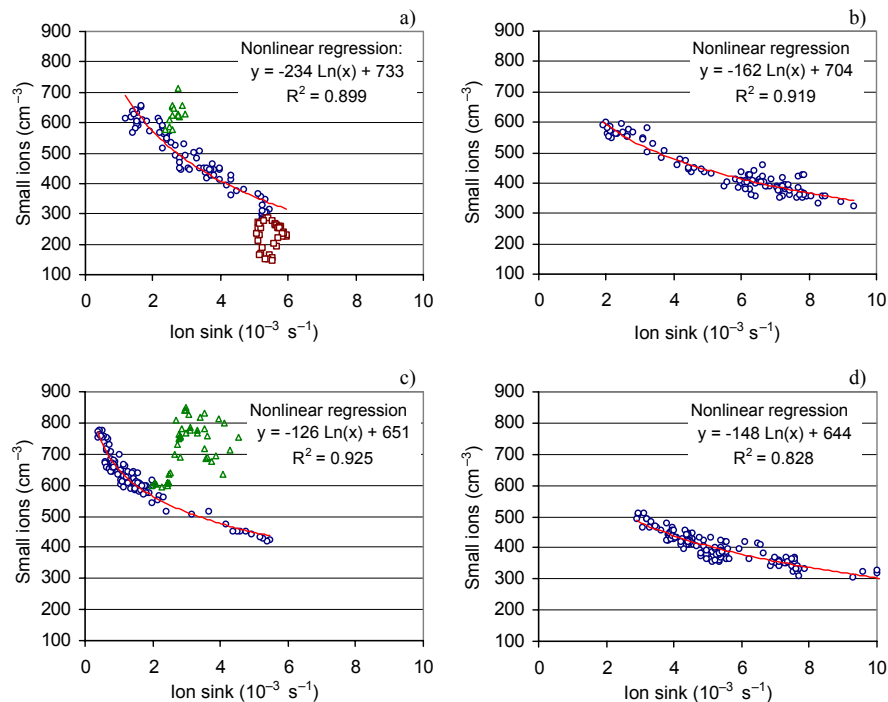 a)
Nonlinear regression:
y = -234 Ln(x) + 733
R² = 0.899
Small ions (cm⁻³)
900
800
700
600
500
400
300
200
100
0 2 4 6 8 10
Ion sink (10⁻³ s⁻¹)
b)
Nonlinear regression
y = -162 Ln(x) + 704
R² = 0.919
Small ions (cm⁻³)
900
800
700
600
500
400
300
200
100
0 2 4 6 8 10
Ion sink (10⁻³ s⁻¹)
c)
Nonlinear regression
y = -126 Ln(x) + 651
R² = 0.925
Small ions (cm⁻³)
900
800
700
600
500
400
300
200
100
0 2 4 6 8 10
Ion sink (10⁻³ s⁻¹)
d)
Nonlinear regression
y = -148 Ln(x) + 644
R² = 0.828
Small ions (cm⁻³)
900
800
700
600
500
400
300
200
100
0 2 4 6 8 10
Ion sink (10⁻³ s⁻¹)